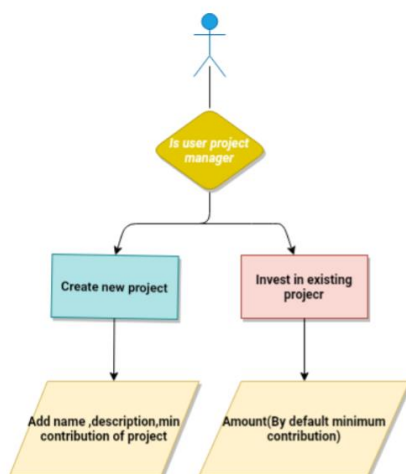 Is user project
manager
Create new project
Invest in existing
projecr
Add name ,description,min
contribution of project
Amount(By default minimum
contribution)